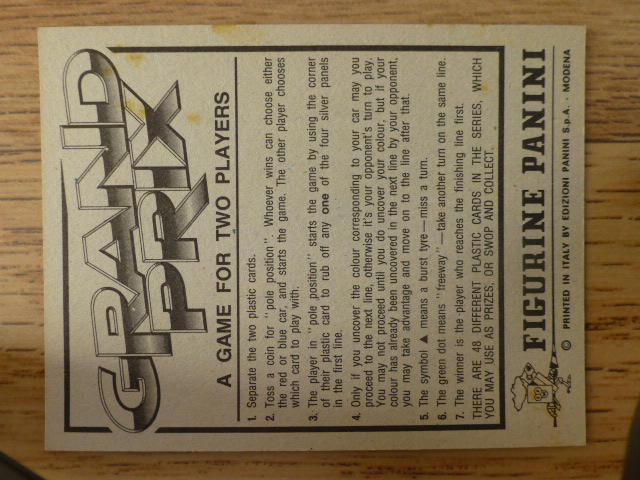 GRAND
PRIX
A GAME FOR TWO PLAYERS
1. Separate the two plastic cards.
2. Toss a coin for "pole position". Whoever wins can choose either
the red or blue car, and starts the game. The other player chooses
which card to play with.
3. The player in "pole position" starts the game by using the corner
of their plastic card to rub off any one of the four silver panels
in the first line.
4. Only if you uncover the colour corresponding to your car may you
proceed to the next line, otherwise it's your opponent's turn to play.
You may not proceed until you do uncover your colour, but if your
colour has already been uncovered in the next line by your opponent,
you may take advantage and move on to the line after that.
5. The symbol ▲ means a burst tyre—miss a turn.
6. The green dot means "freeway"—take another turn on the same line.
7. The winner is the player who reaches the finishing line first.
THERE ARE 48 DIFFERENT PLASTIC CARDS IN THE SERIES, WHICH
YOU MAY USE AS PRIZES, OR SWOP AND COLLECT.
FIGURINE PANINI
© PRINTED IN ITALY BY EDIZIONI PANINI S.P.A. - MODENA